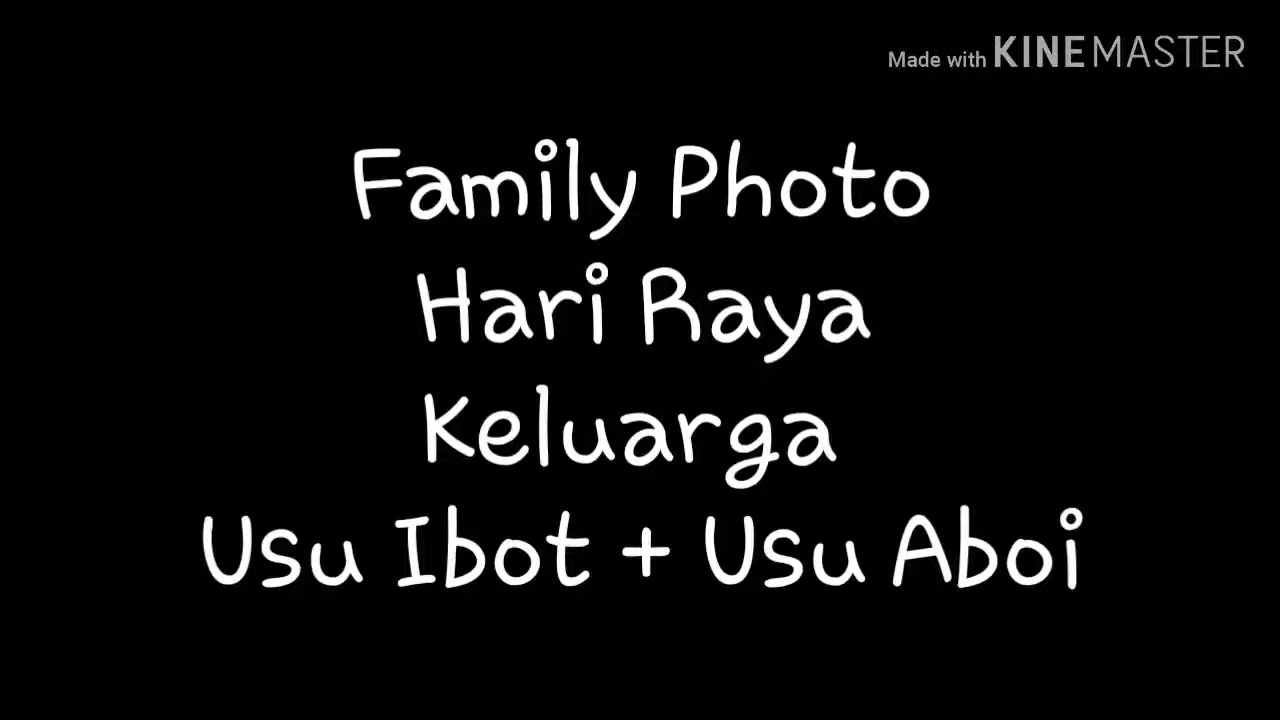 Made with KINEMASTER
Family Photo
Hari Raya
Keluarga
Usu Ibot + Usu Aboi